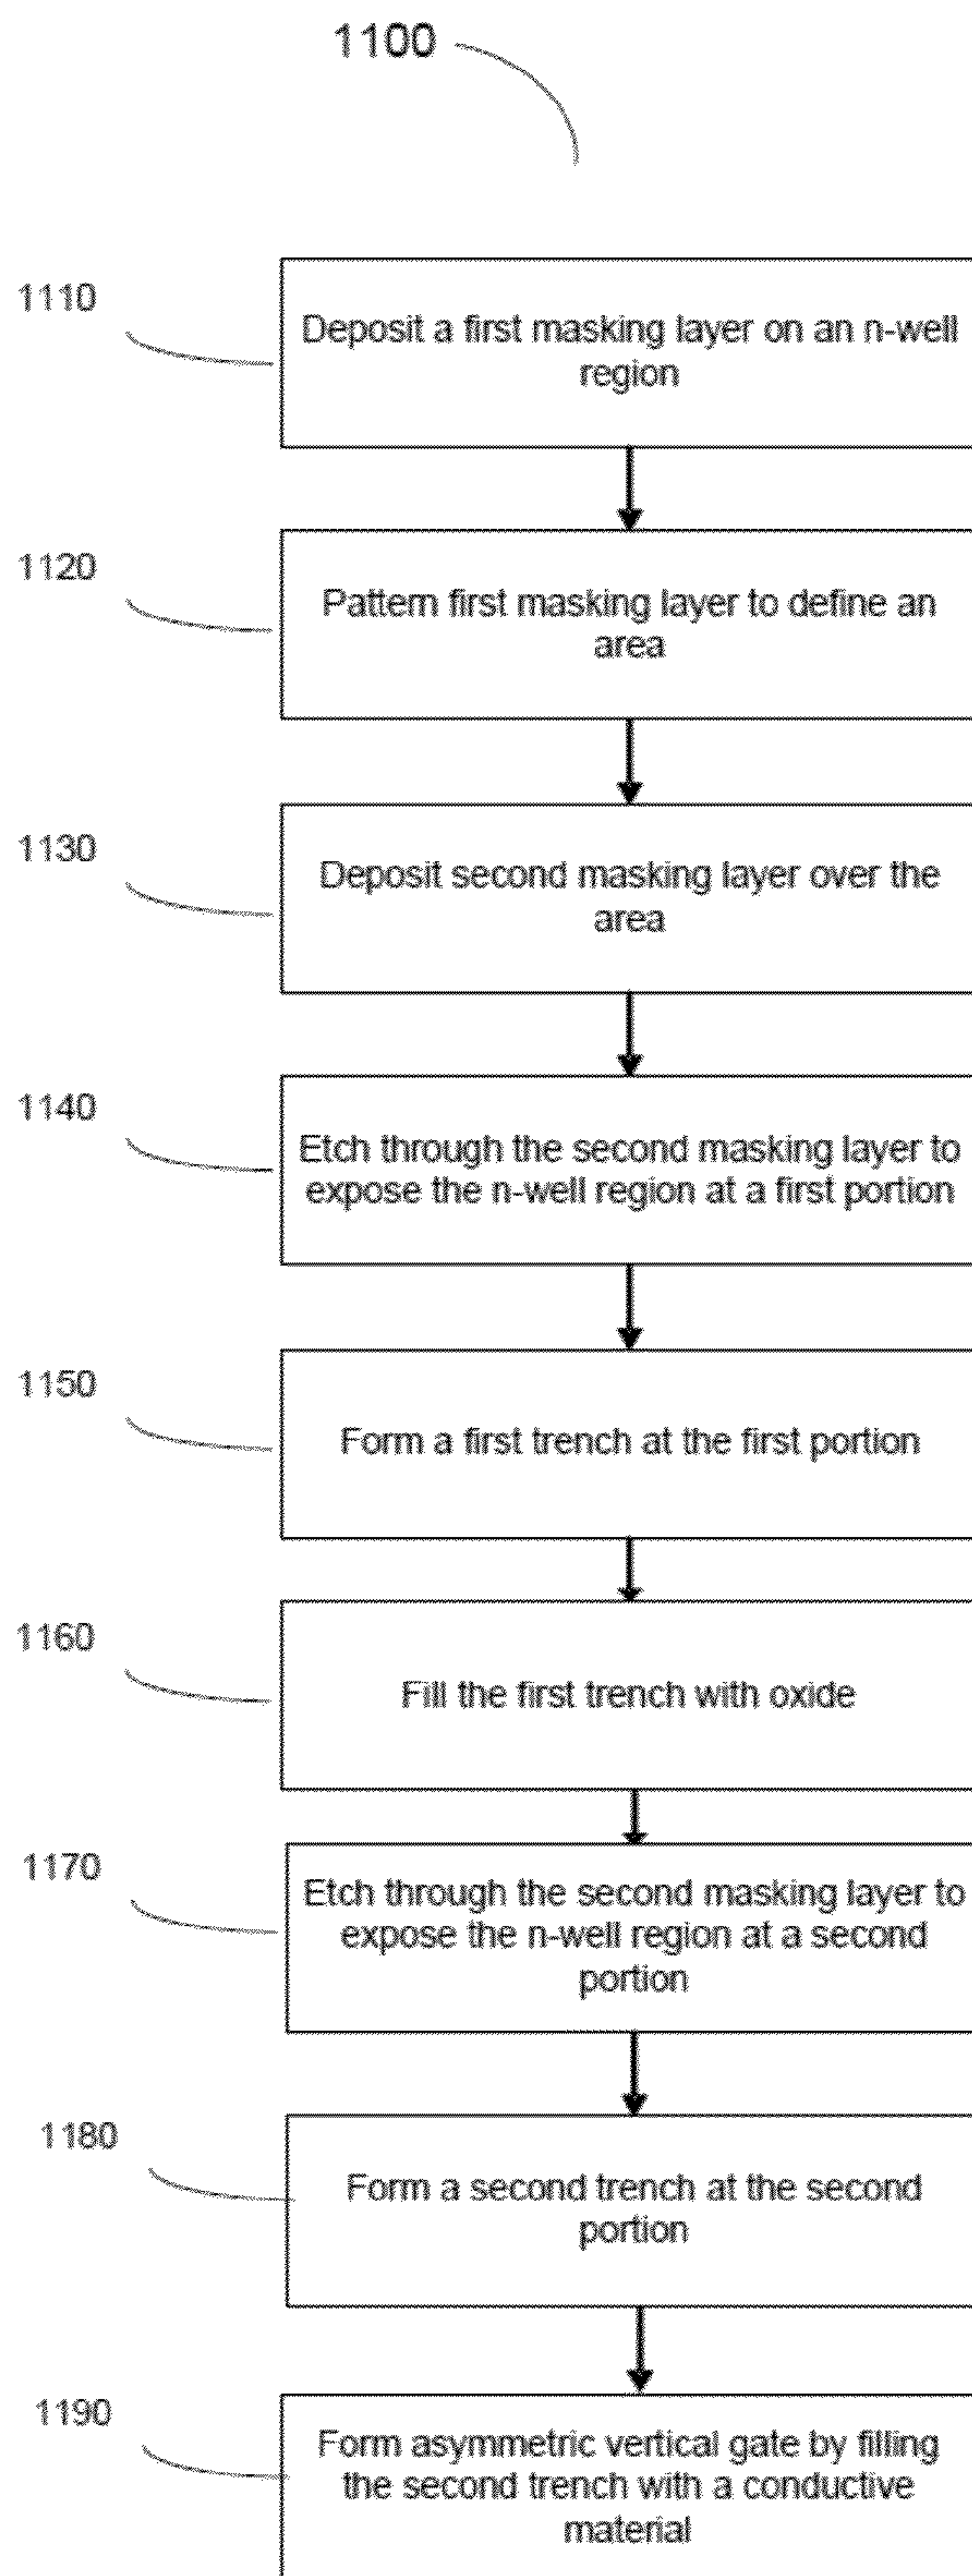 1100
1110
Deposit a first masking layer on an n-well
region
1120
Pattern first masking layer to define an
area
1130
Deposit second masking layer over the
area
1140
Etch through the second masking layer to
expose the n-well region at a first portion
1150
Form a first trench at the first portion
1160
Fill the first trench with oxide
1170
Etch through the second masking layer to
expose the n-well region at a second
portion
1180
Form a second trench at the second
portion
1190
Form asymmetric vertical gate by filling
the second trench with a conductive
material